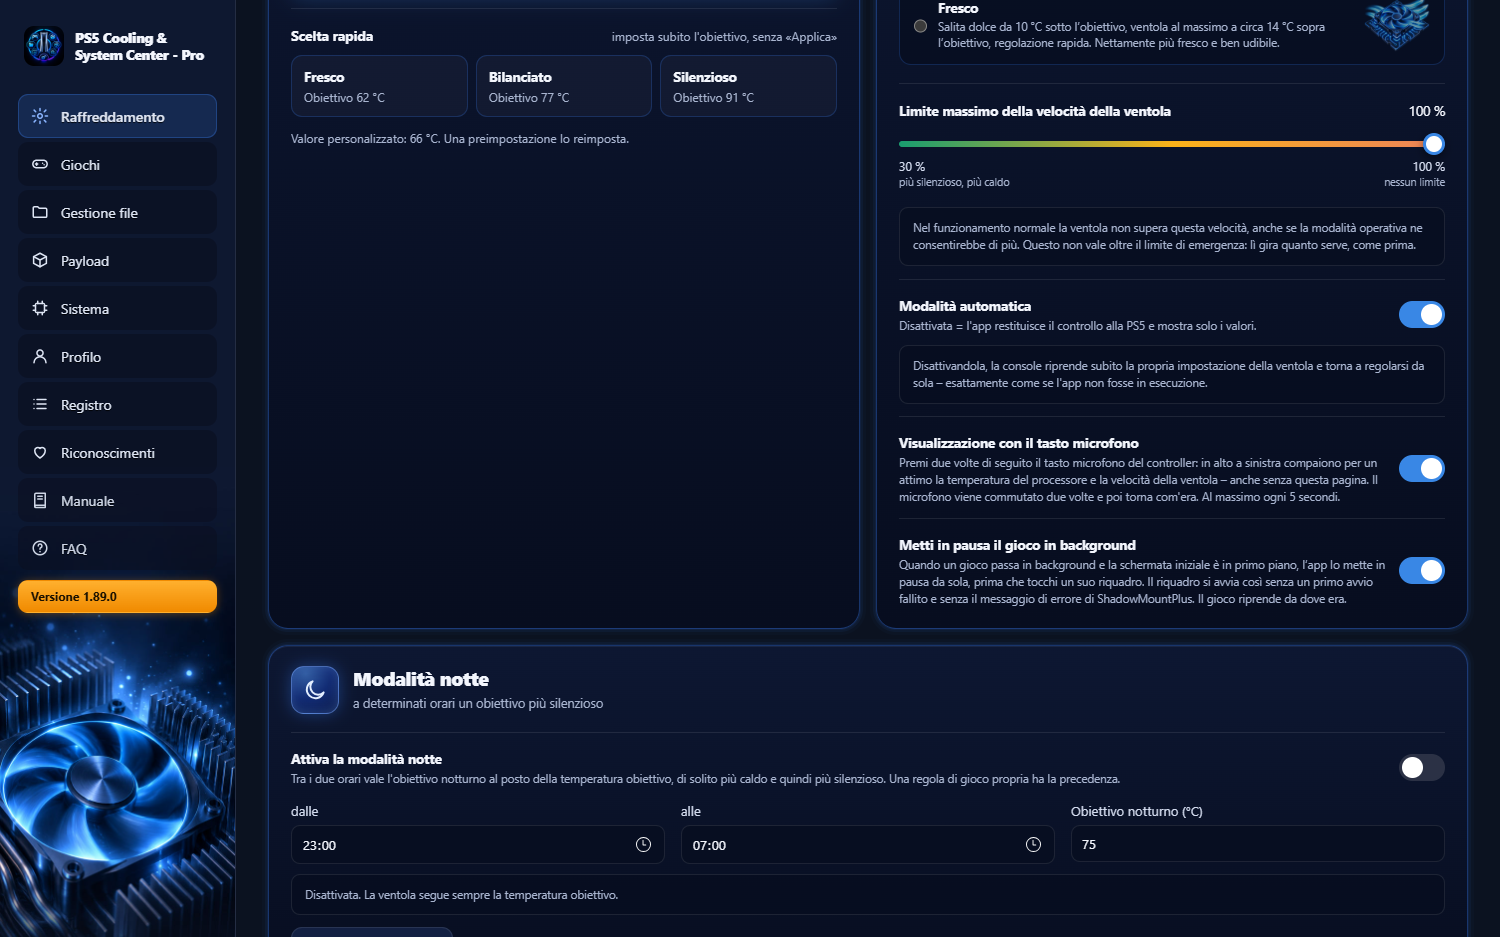 PS5 Cooling &
System Center - Pro
Raffreddamento
Giochi
Gestione file
Payload
Sistema
Profilo
Registro
Riconoscimenti
Manuale
FAQ
Versione 1.89.0
Scelta rapida
imposta subito l'obiettivo, senza «Applica»
Fresco
Obiettivo 62 °C
Bilanciato
Obiettivo 77 °C
Silenzioso
Obiettivo 91 °C
Valore personalizzato: 66 °C. Una preimpostazione lo reimposta.
Fresco
Salita dolce da 10 °C sotto l'obiettivo, ventola al massimo a circa 14 °C sopra
l'obiettivo, regolazione rapida. Nettamente più fresco e ben udibile.
Limite massimo della velocità della ventola
100 %
30 %
100 %
più silenzioso, più caldo
nessun limite
Nel funzionamento normale la ventola non supera questa velocità, anche se la modalità operativa ne
consentirebbe di più. Questo non vale oltre il limite di emergenza: lì gira quanto serve, come prima.
Modalità automatica
Disattivata = l'app restituisce il controllo alla PS5 e mostra solo i valori.
Disattivandola, la console riprende subito la propria impostazione della ventola e torna a regolarsi da
sola – esattamente come se l'app non fosse in esecuzione.
Visualizzazione con il tasto microfono
Premi due volte di seguito il tasto microfono del controller: in alto a sinistra compaiono per un
attimo la temperatura del processore e la velocità della ventola – anche senza questa pagina. Il
microfono viene commutato due volte e poi torna com'era. Al massimo ogni 5 secondi.
Metti in pausa il gioco in background
Quando un gioco passa in background e la schermata iniziale è in primo piano, l'app lo mette in
pausa da sola, prima che tocchi un suo riquadro. Il riquadro si avvia così senza un primo avvio
fallito e senza il messaggio di errore di ShadowMountPlus. Il gioco riprende da dove era.
Modalità notte
a determinati orari un obiettivo più silenzioso
Attiva la modalità notte
Tra i due orari vale l'obiettivo notturno al posto della temperatura obiettivo, di solito più caldo e quindi più silenzioso. Una regola di gioco propria ha la precedenza.
dalle
alle
Obiettivo notturno (°C)
23:00
07:00
75
Disattivata. La ventola segue sempre la temperatura obiettivo.